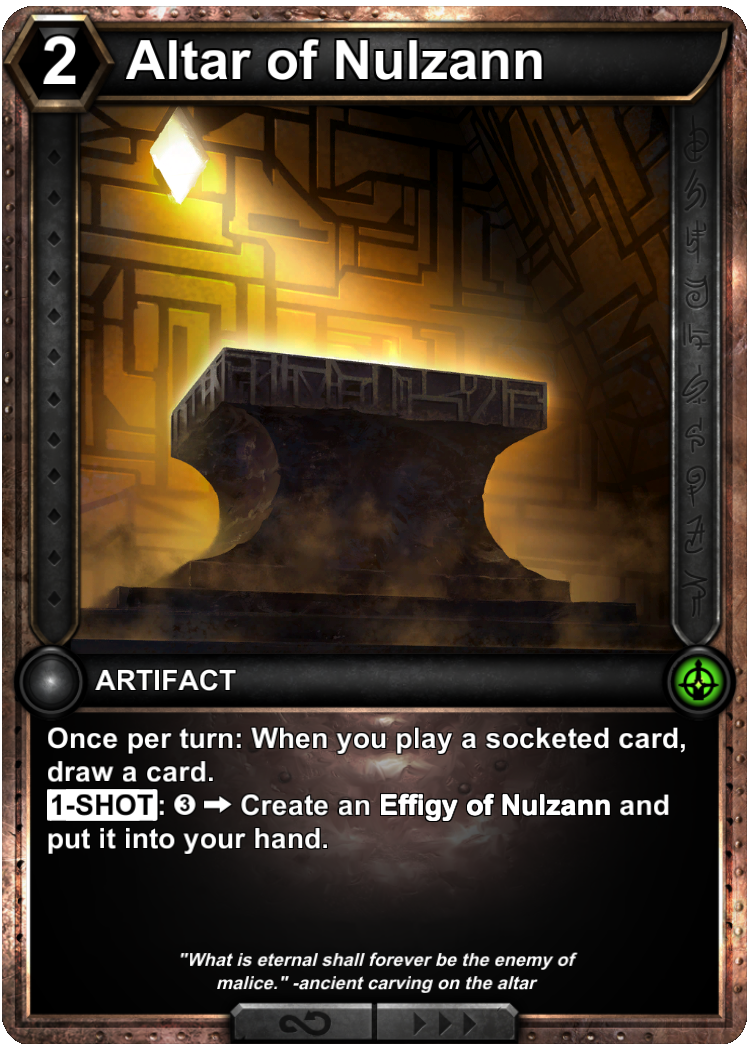 2 Altar of Nulzann
ARTIFACT
Once per turn: When you play a socketed card,
draw a card.
1-SHOT: ③ ➡ Create an Effigy of Nulzann and
put it into your hand.
"What is eternal shall forever be the enemy of
malice." -ancient carving on the altar